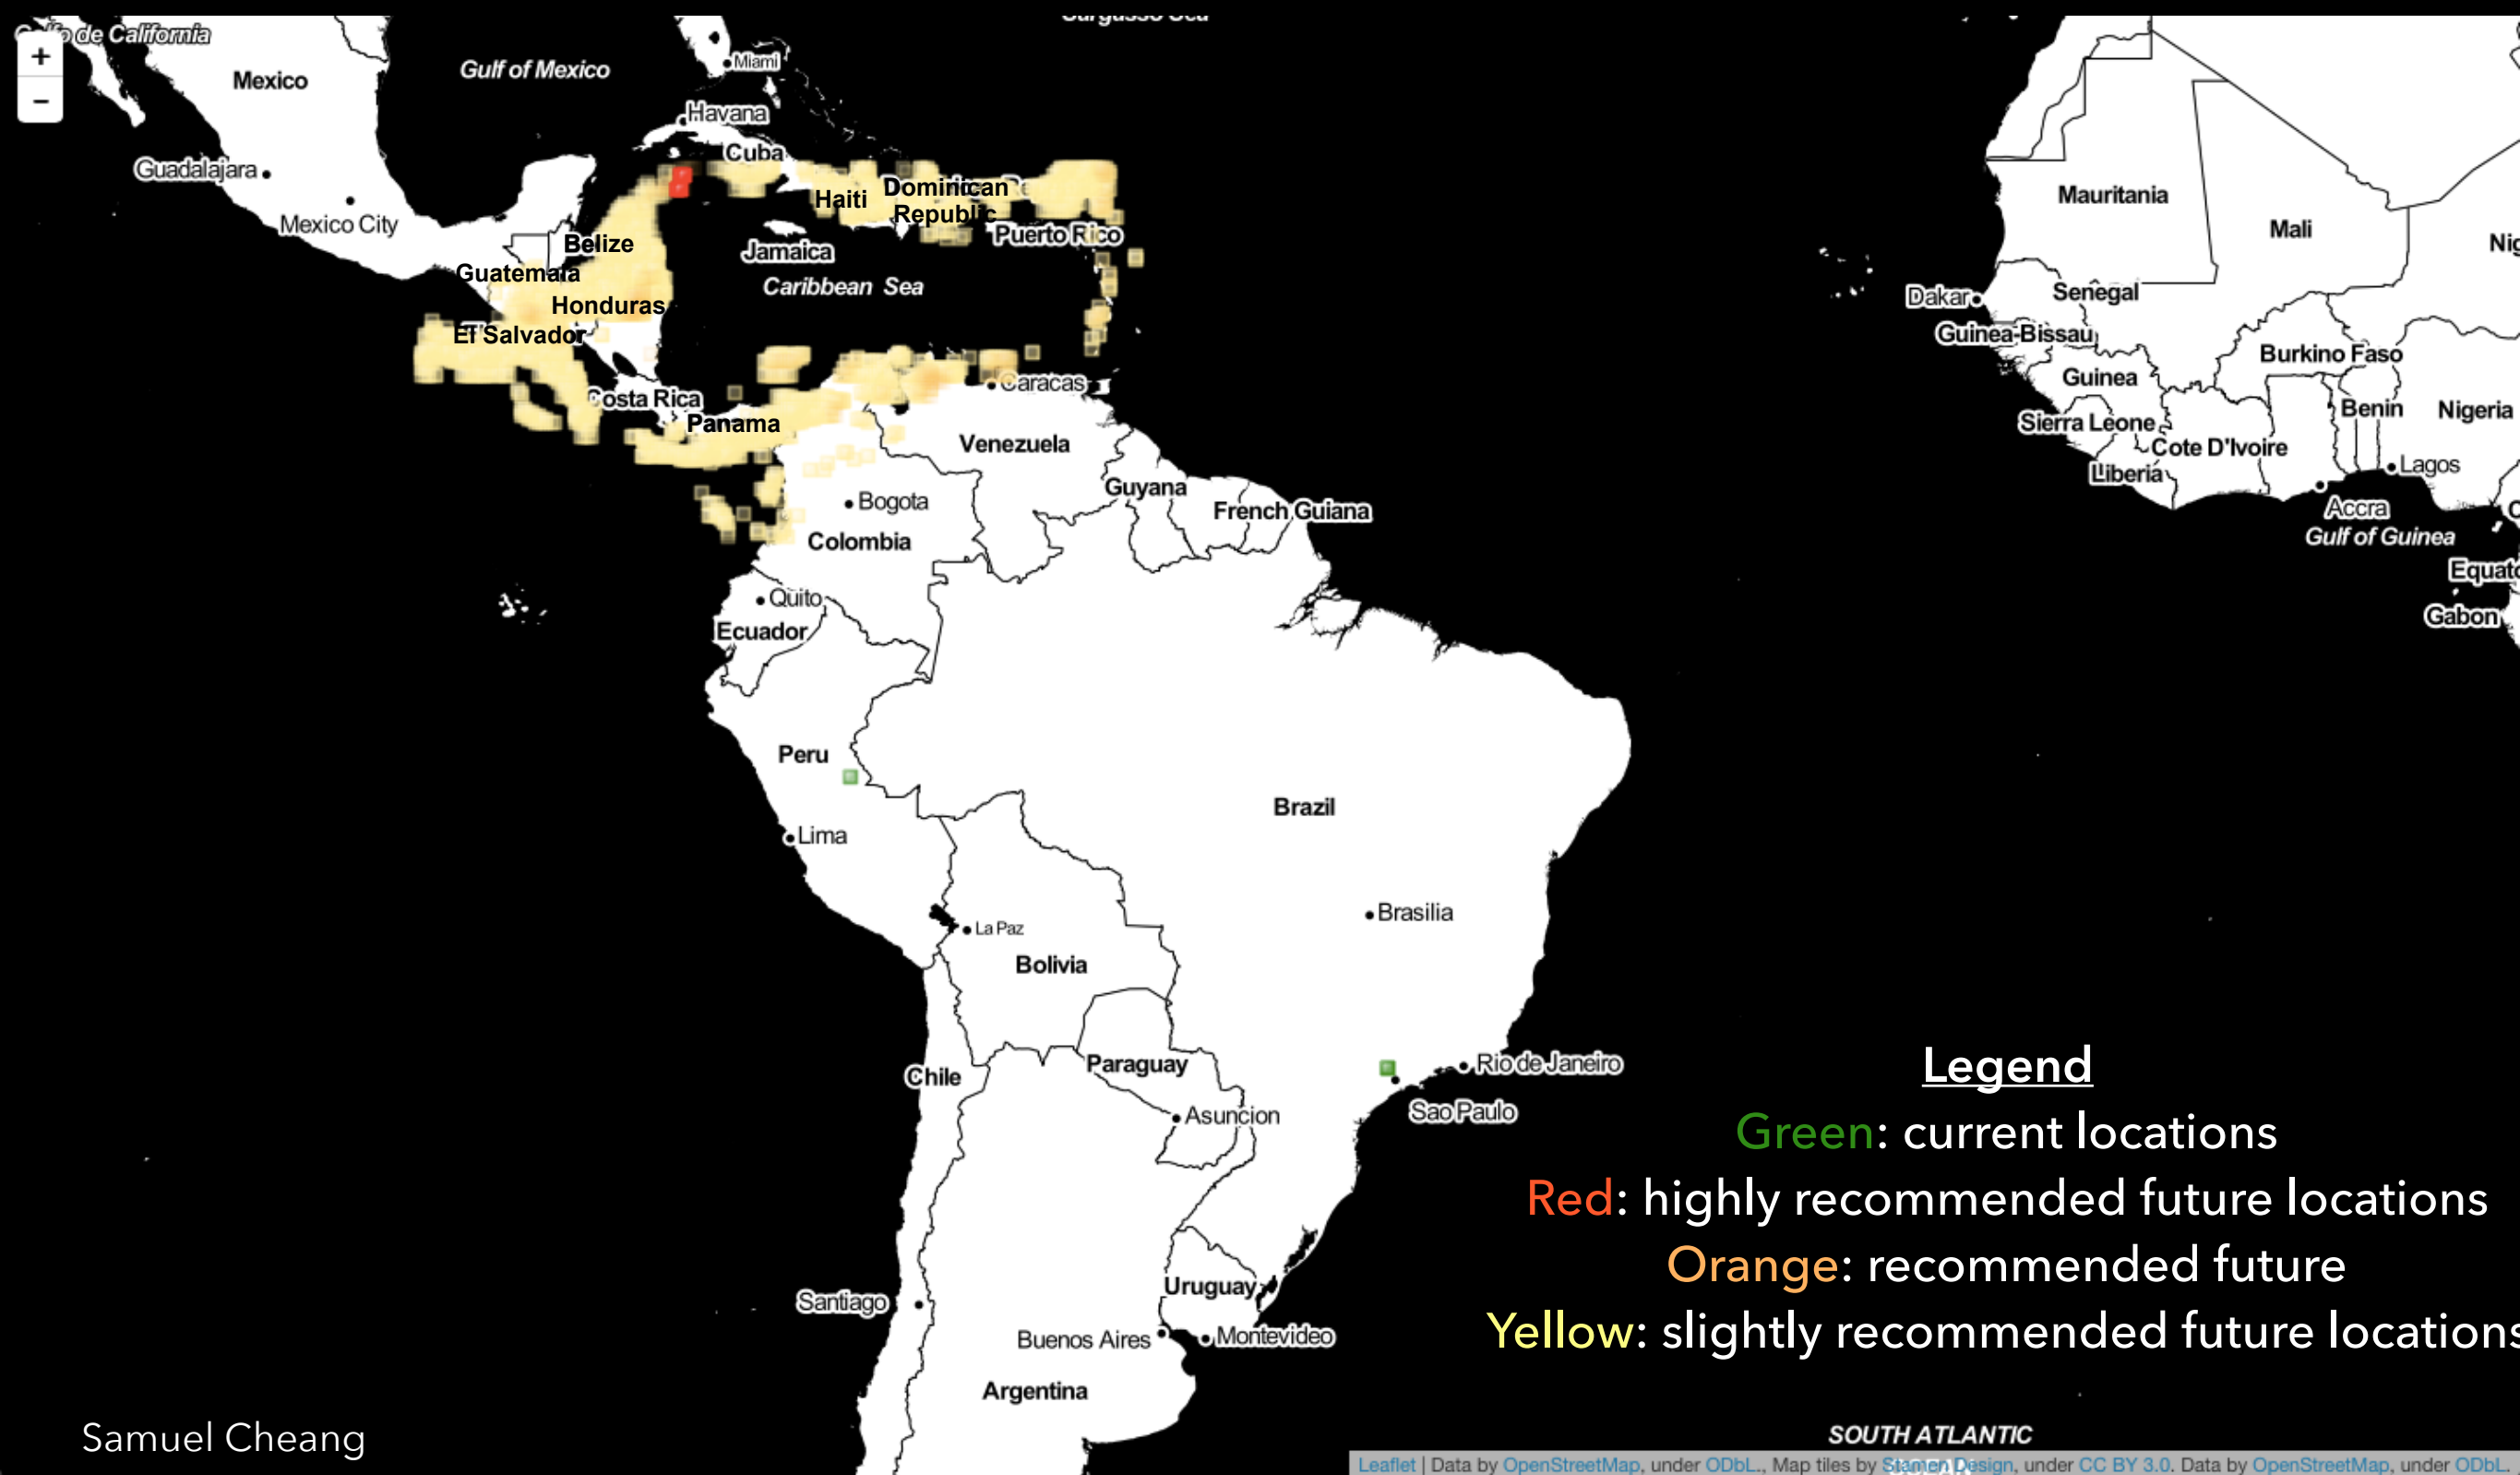 Sargasso Sea
Golfo de California
+
−
Mexico
Gulf of Mexico
Miami
Havana
Cuba
Guadalajara
Mexico City
Haiti
Dominican
Republic
Puerto Rico
Jamaica
Caribbean Sea
Belize
Guatemala
Honduras
El Salvador
Costa Rica
Panama
Caracas
Venezuela
Guyana
French Guiana
Bogota
Colombia
Quito
Ecuador
Peru
Lima
Brazil
Brasilia
La Paz
Bolivia
Paraguay
Chile
Asuncion
Rio de Janeiro
Sao Paulo
Uruguay
Santiago
Buenos Aires
Montevideo
Argentina
Mauritania
Mali
Nig
Dakar
Senegal
Guinea-Bissau
Burkino Faso
Guinea
Benin
Nigeria
Sierra Leone
Cote D'Ivoire
Liberia
Lagos
Accra
Gulf of Guinea
Equato
Gabon
Legend
Green: current locations
Red: highly recommended future locations
Orange: recommended future
Yellow: slightly recommended future locations
Samuel Cheang
SOUTH ATLANTIC
Leaflet | Data by OpenStreetMap, under ODbL., Map tiles by Stamen Design, under CC BY 3.0. Data by OpenStreetMap, under ODbL.